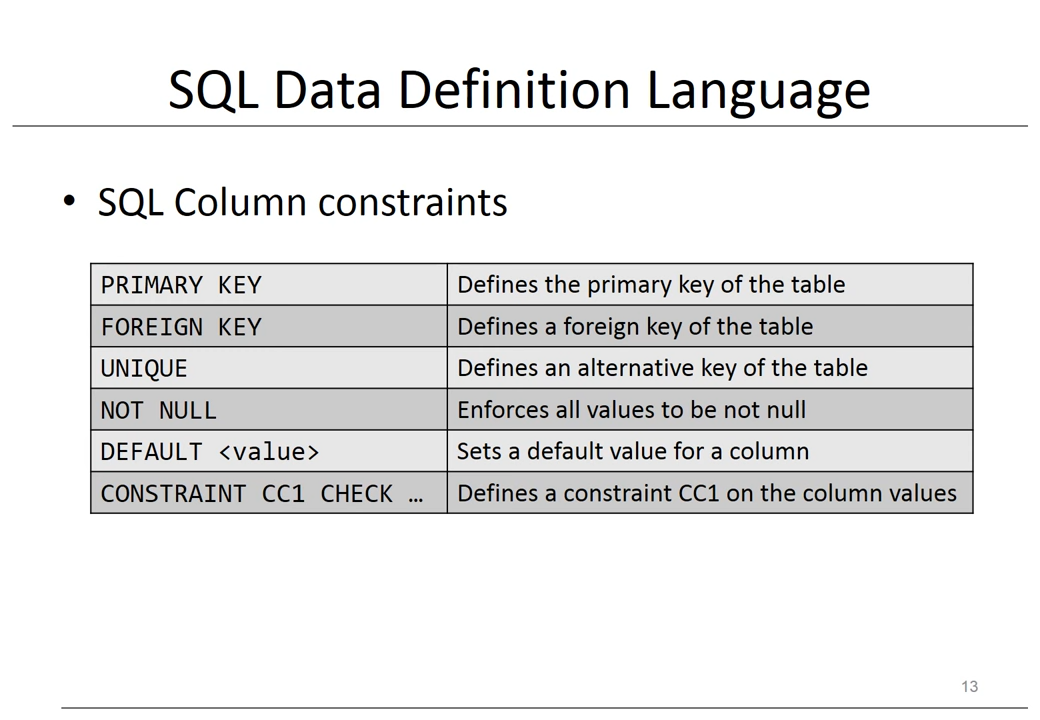 SQL Data Definition Language
• SQL Column constraints
PRIMARY KEY Defines the primary key of the table
FOREIGN KEY Defines a foreign key of the table
UNIQUE Defines an alternative key of the table
NOT NULL Enforces all values to be not null
DEFAULT <value> Sets a default value for a column
CONSTRAINT CC1 CHECK … Defines a constraint CC1 on the column values
13